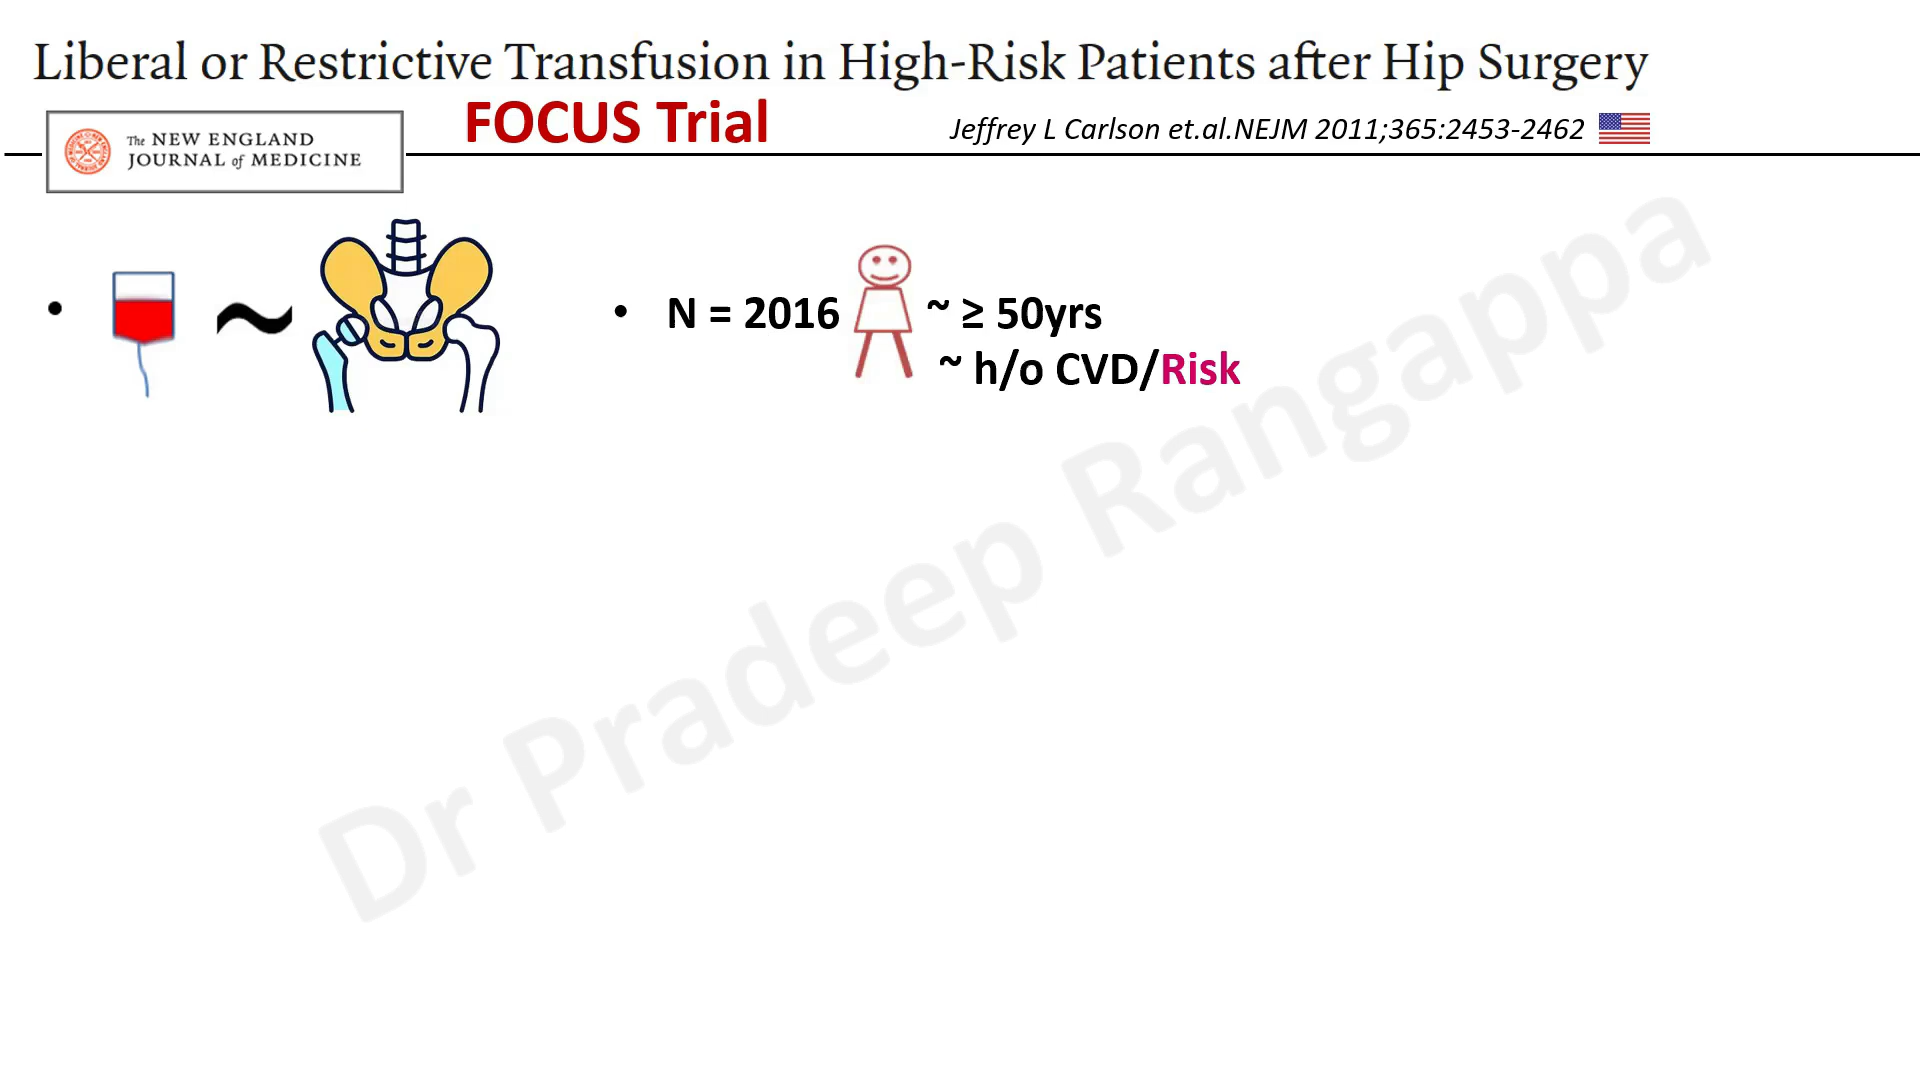 Liberal or Restrictive Transfusion in High-Risk Patients after Hip Surgery
FOCUS Trial
Jeffrey L Carlson et.al.NEJM 2011;365:2453-2462
The NEW ENGLAND
JOURNAL of MEDICINE
• ~
• N = 2016 ~ ≥ 50yrs
~ h/o CVD/Risk
Dr Pradeep Rangappa